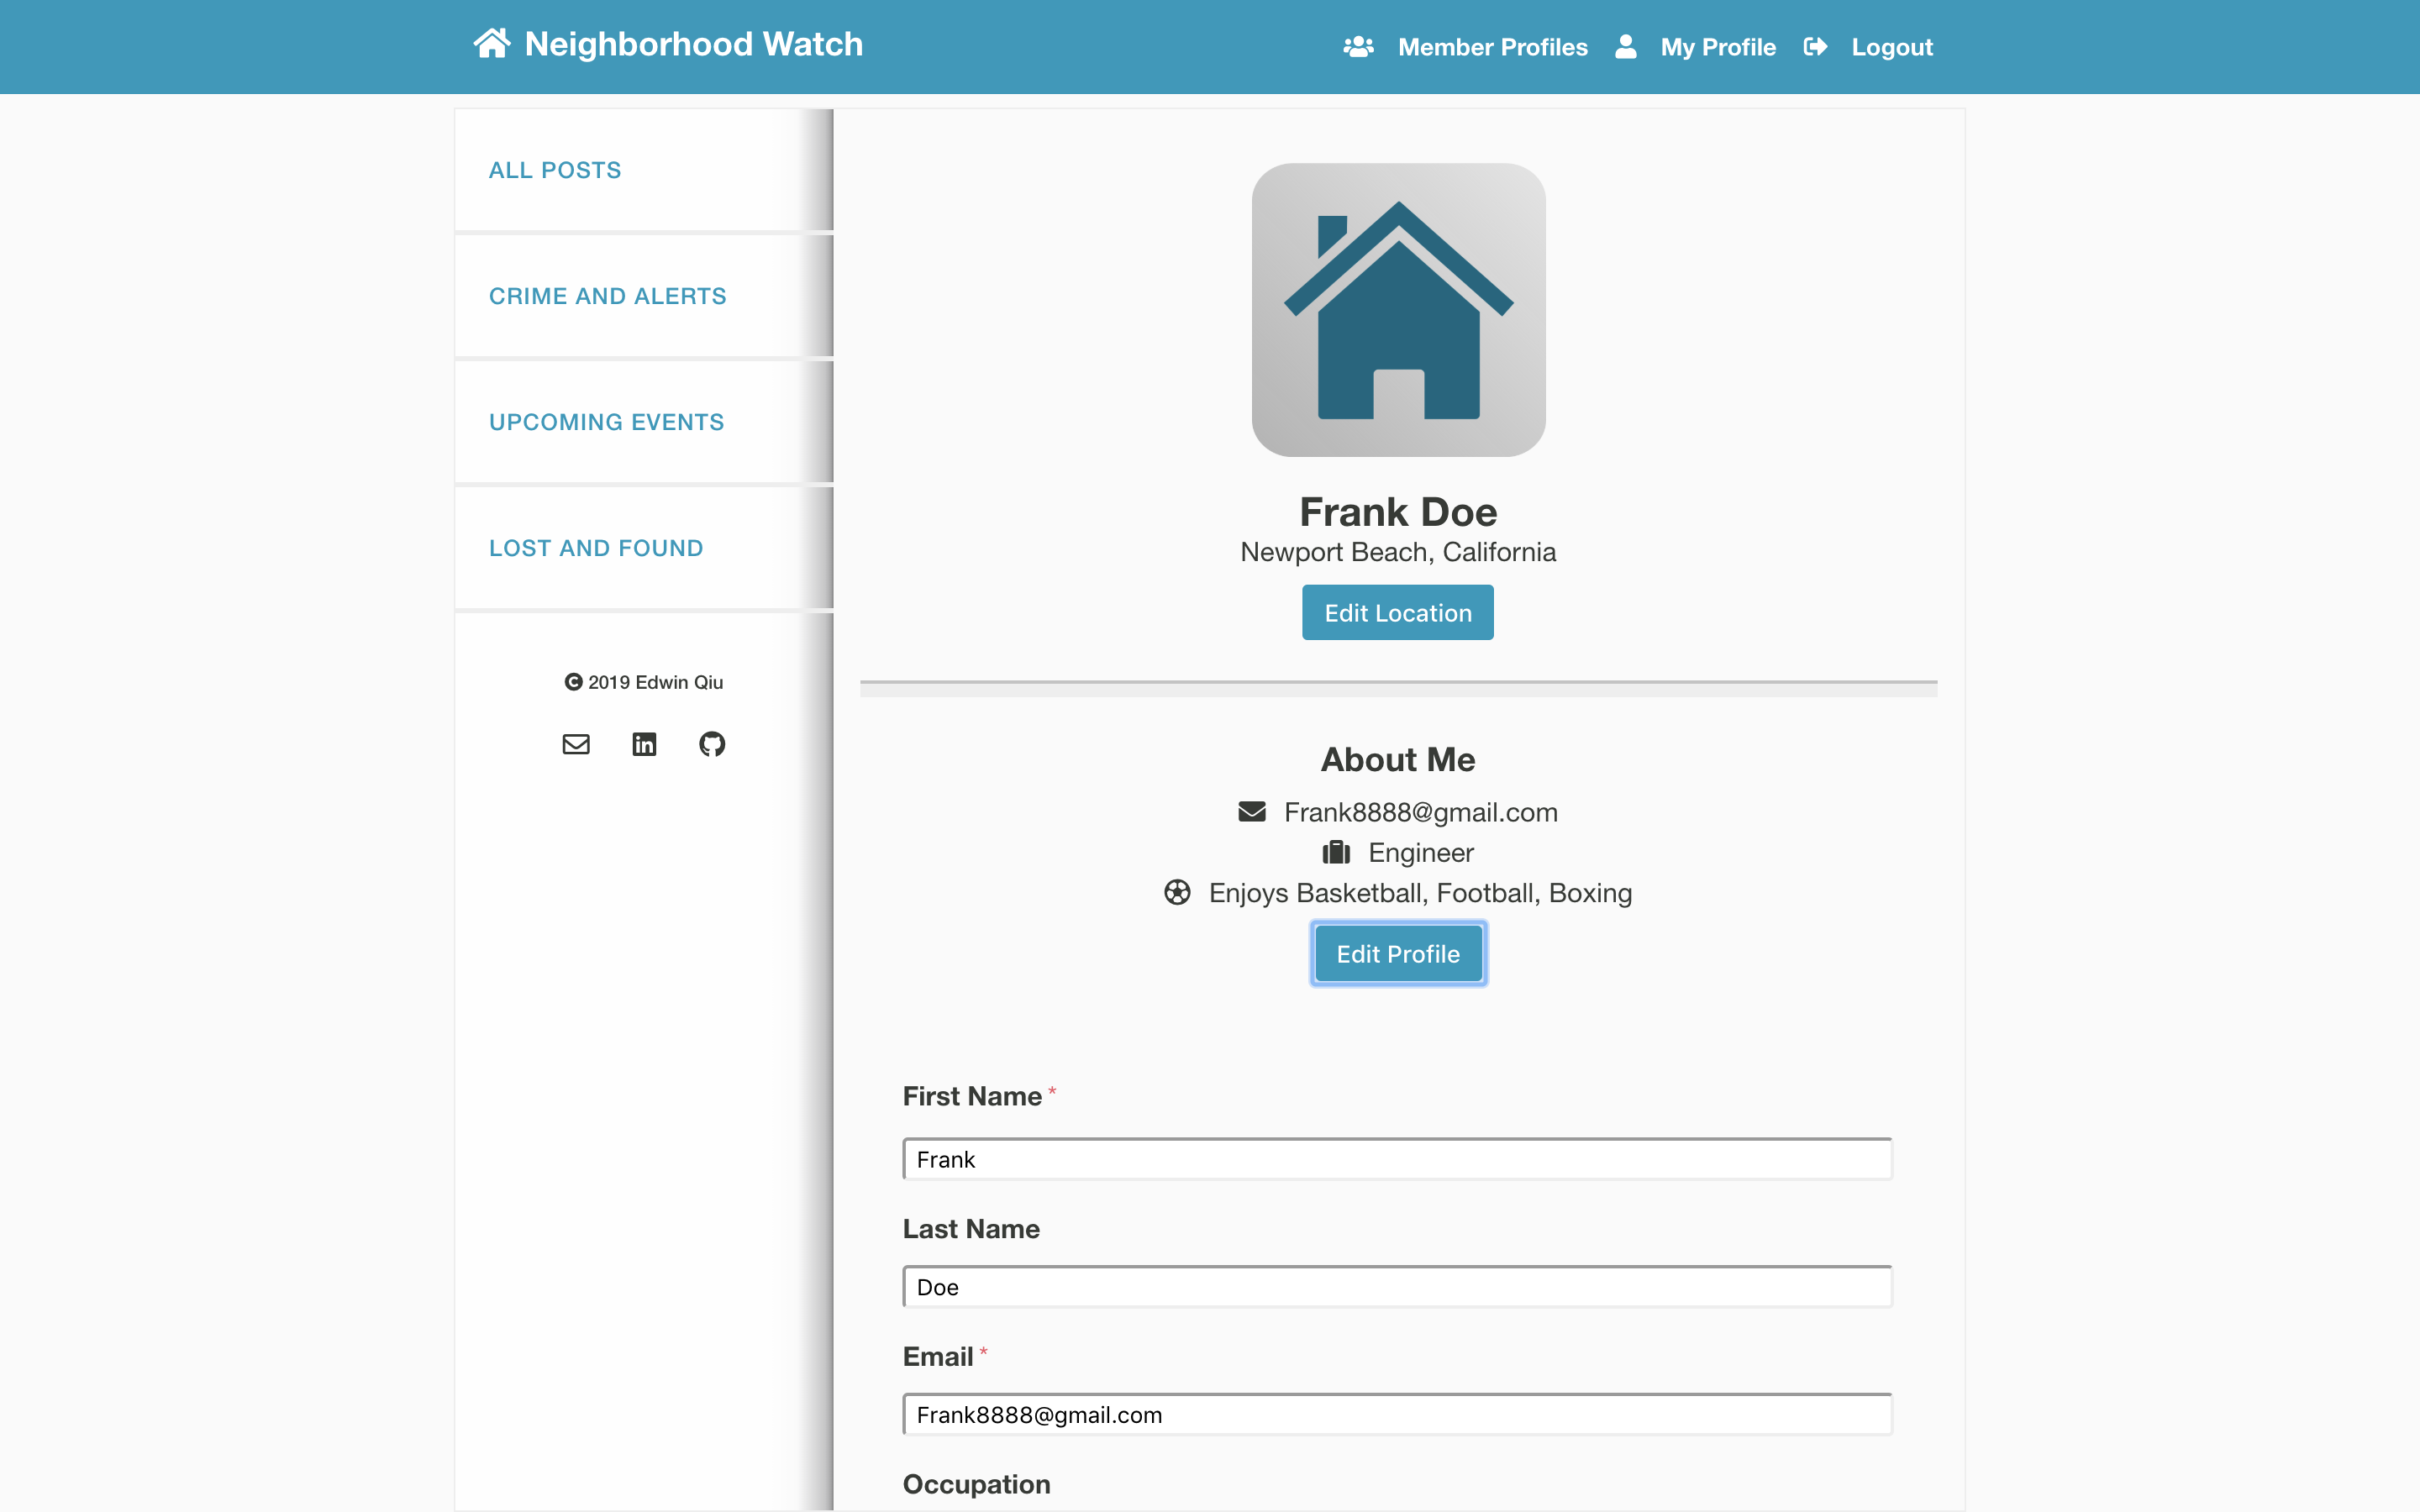 Neighborhood Watch
Member Profiles My Profile Logout
ALL POSTS
CRIME AND ALERTS
UPCOMING EVENTS
LOST AND FOUND
© 2019 Edwin Qiu
Frank Doe
Newport Beach, California
Edit Location
About Me
Frank8888@gmail.com
Engineer
Enjoys Basketball, Football, Boxing
Edit Profile
First Name *
Frank
Last Name
Doe
Email *
Frank8888@gmail.com
Occupation